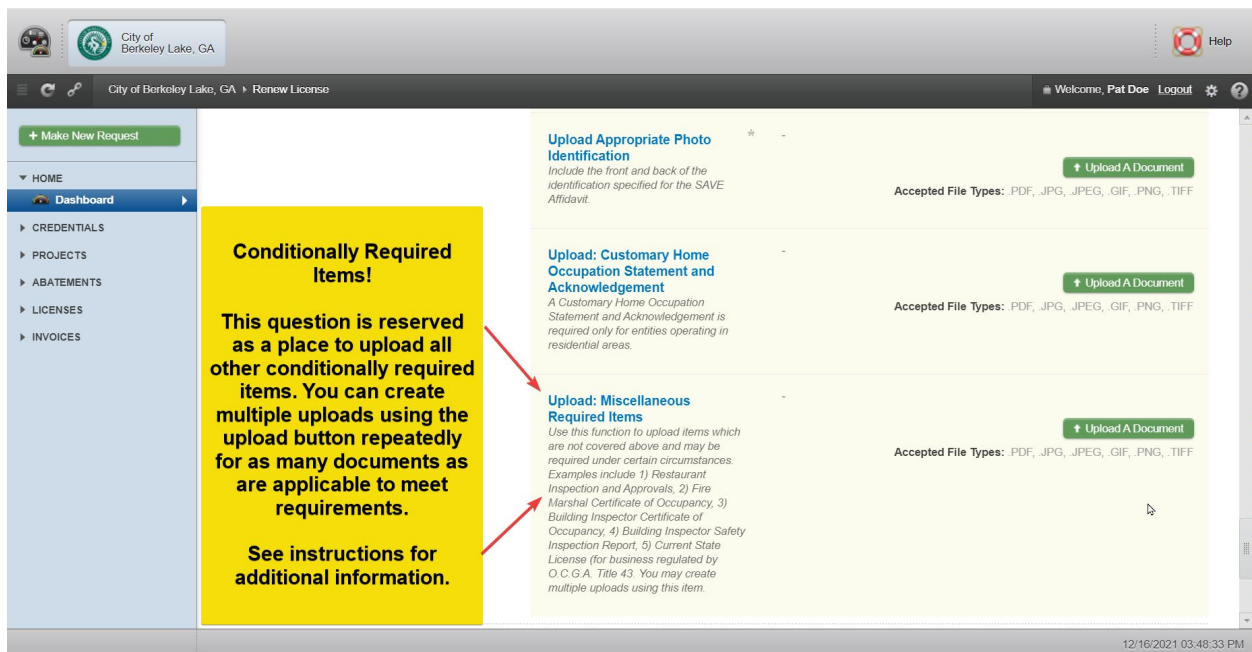 City of
Berkeley Lake, GA
Help
City of Berkeley Lake, GA ▸ Renew License
Welcome, Pat Doe Logout
+ Make New Request
HOME
Dashboard
CREDENTIALS
PROJECTS
ABATEMENTS
LICENSES
INVOICES
Conditionally Required
Items!
This question is reserved
as a place to upload all
other conditionally required
items. You can create
multiple uploads using the
upload button repeatedly
for as many documents as
are applicable to meet
requirements.
See instructions for
additional information.
Upload Appropriate Photo * -
Identification
Include the front and back of the
identification specified for the SAVE
Affidavit.
Upload A Document
Accepted File Types: .PDF, .JPG, .JPEG, .GIF, .PNG, .TIFF
Upload: Customary Home -
Occupation Statement and
Acknowledgement
A Customary Home Occupation
Statement and Acknowledgement is
required only for entities operating in
residential areas.
Upload A Document
Accepted File Types: .PDF, .JPG, .JPEG, .GIF, .PNG, .TIFF
Upload: Miscellaneous -
Required Items
Use this function to upload items which
are not covered above and may be
required under certain circumstances.
Examples include 1) Restaurant
Inspection and Approvals, 2) Fire
Marshal Certificate of Occupancy, 3)
Building Inspector Certificate of
Occupancy, 4) Building Inspector Safety
Inspection Report, 5) Current State
License (for business regulated by
O.C.G.A. Title 43. You may create
multiple uploads using this item.
Upload A Document
Accepted File Types: .PDF, .JPG, .JPEG, .GIF, .PNG, .TIFF
12/16/2021 03:48:33 PM